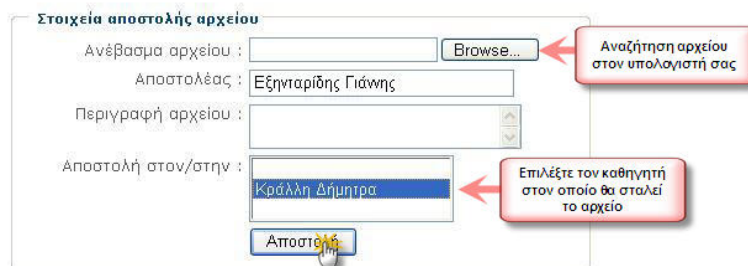 Στοιχεία αποστολής αρχείου
Ανέβασμα αρχείου :
Browse...
Αναζήτηση αρχείου
στον υπολογιστή σας
Αποστολέας :
Εξηνταρίδης Γιάννης
Περιγραφή αρχείου :
Αποστολή στον/στην :
Κράλλη Δήμητρα
Επιλέξτε τον καθηγητή
στον οποίο θα σταλεί
το αρχείο
Αποστολή